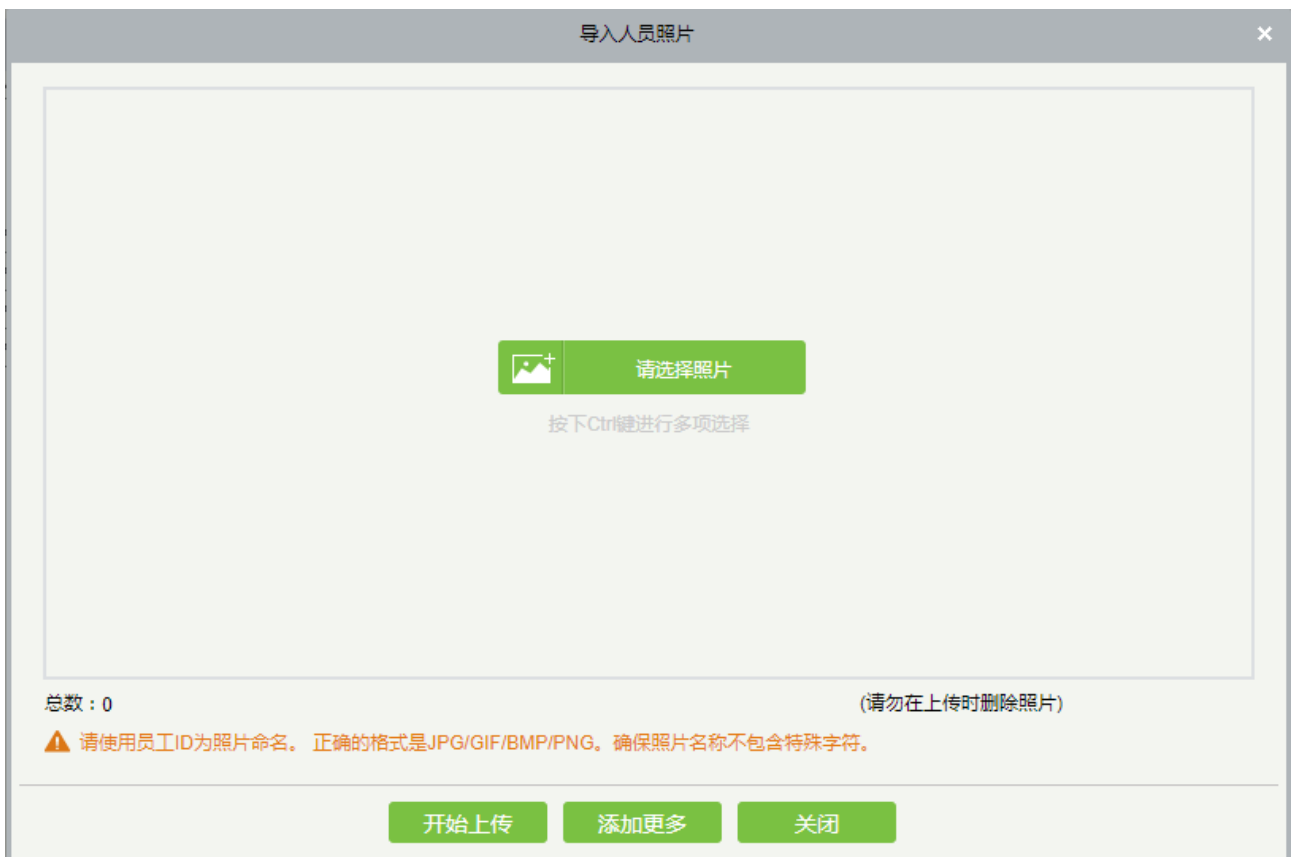 导入人员照片
请选择照片
按下Ctrl键进行多项选择
总数：0
(请勿在上传时删除照片)
请使用员工ID为照片命名。 正确的格式是JPG/GIF/BMP/PNG。确保照片名称不包含特殊字符。
开始上传 添加更多 关闭